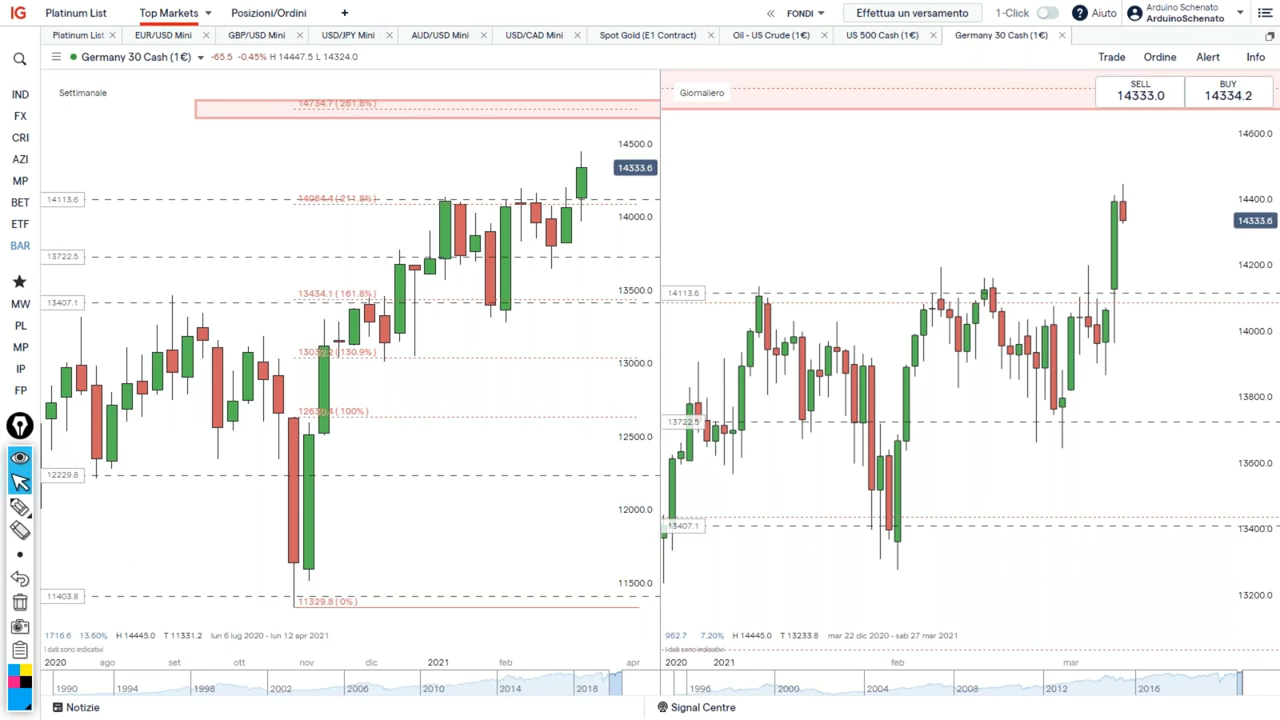 IG Platinum List Top Markets Posizioni/Ordini + FONDI Effettua un versamento 1-Click ? Aiuto Arduino Schenato
ArduinoSchenato
Platinum List EUR/USD Mini GBP/USD Mini USD/JPY Mini AUD/USD Mini USD/CAD Mini Spot Gold (E1 Contract) Oil - US Crude (1€) US 500 Cash (1€) Germany 30 Cash (1€)
Germany 30 Cash (1€) -65.5 -0.45% H 14447.5 L 14324.0 Trade Ordine Alert Info
IND
FX
CRI
AZI
MP
BET
ETF
BAR
MW
PL
MP
IP
FP
Settimanale
14734.7 (261.8%)
14084.4 (211.8%)
13434.1 (161.8%)
(130.9%)
(100%)
11329.8 (0%)
14113.6
13722.5
13407.1
12229.8
11403.8
14500.0
14333.6
14000.0
13500.0
13000.0
12500.0
12000.0
11500.0
1716.6 13.60% H 14445.0 T 11331.2 lun 6 lug 2020 - lun 12 apr 2021
I dati sono indicativi
2020 ago set ott nov dic 2021 feb apr
1990 1994 1998 2002 2006 2010 2014 2018
Giornaliero
SELL
14333.0
BUY
14334.2
14113.6
13722.5
13407.1
14600.0
14400.0
14333.6
14200.0
14000.0
13800.0
13600.0
13400.0
13200.0
962.7 7.20% H 14445.0 T 13233.8 mar 22 dic 2020 - sab 27 mar 2021
I dati sono indicativi
2020 2021 feb mar
1996 2000 2004 2008 2012 2016
Notizie Signal Centre